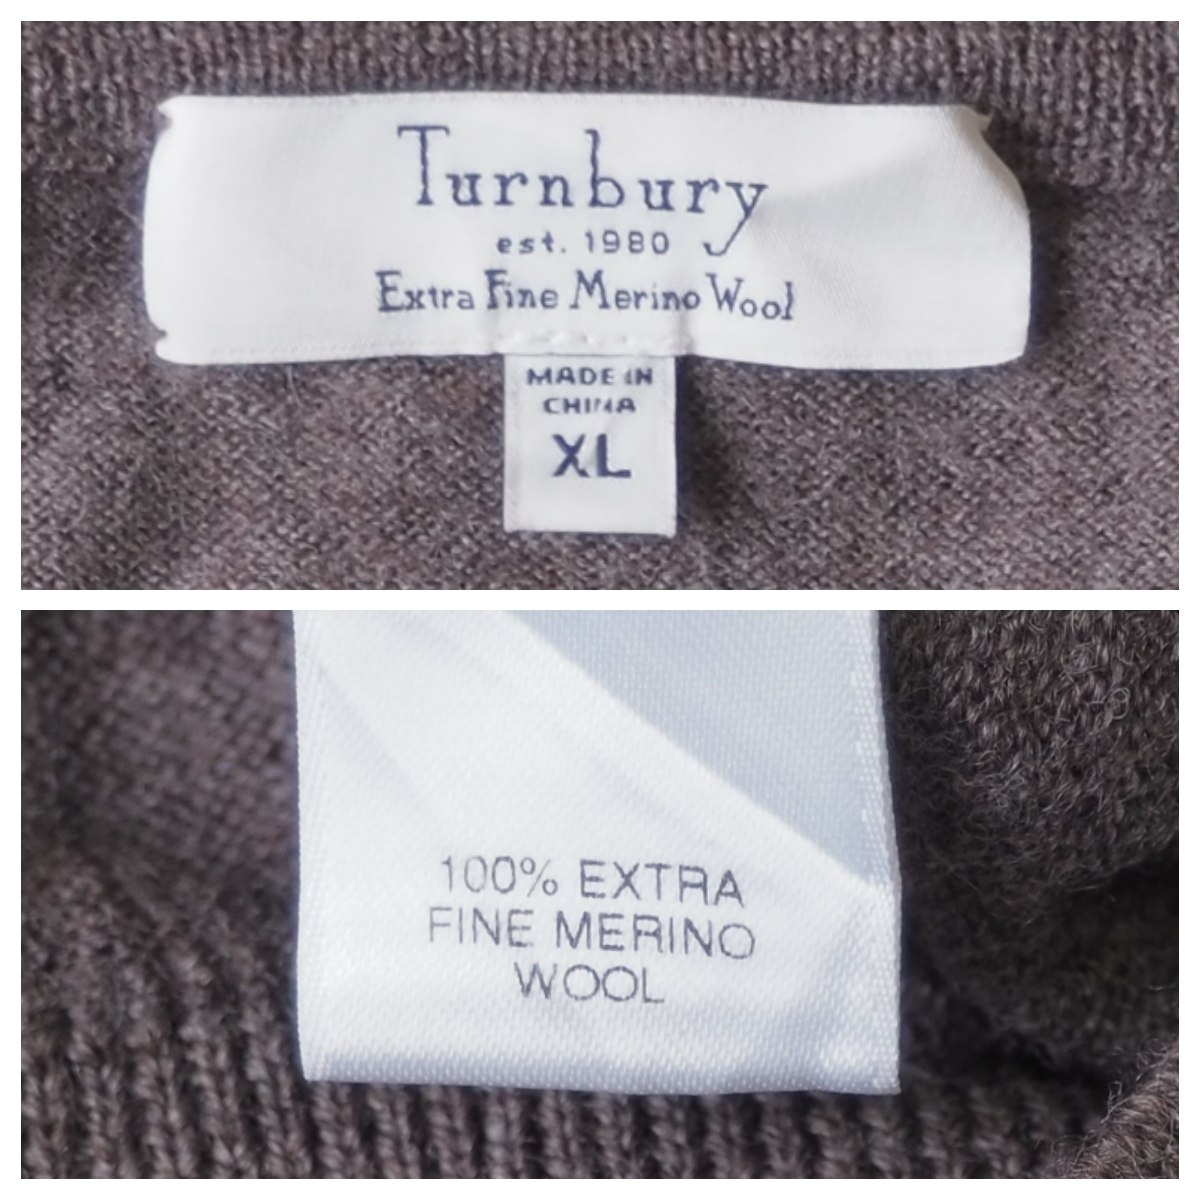 Turnbury
est. 1980
Extra Fine Merino Wool
MADE IN
CHINA
XL
100% EXTRA
FINE MERINO
WOOL